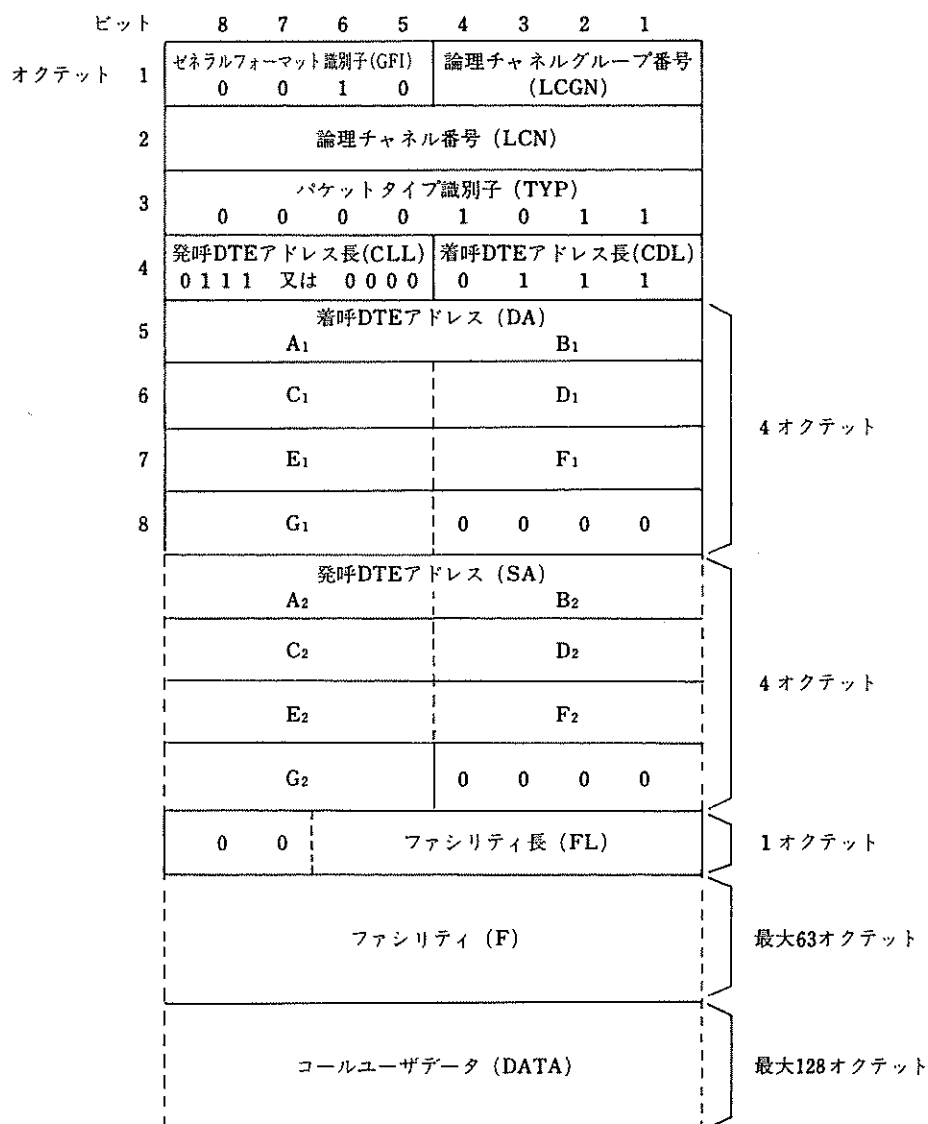 ビット 8 7 6 5 4 3 2 1
オクテット 1 ゼネラルフォーマット識別子(GFI) 論理チャネルグループ番号
0 0 1 0 (LCGN)
2 論理チャネル番号 (LCN)
3 パケットタイプ識別子 (TYP)
0 0 0 0 1 0 1 1
4 発呼DTEアドレス長(CLL) 着呼DTEアドレス長(CDL)
0 1 1 1 又は 0 0 0 0 0 1 1 1
5 着呼DTEアドレス (DA)
A1 B1
6 C1 D1
4オクテット
7 E1 F1
8 G1 0 0 0 0
発呼DTEアドレス (SA)
A2 B2
C2 D2
4オクテット
E2 F2
G2 0 0 0 0
0 0 ファシリティ長 (FL) 1オクテット
ファシリティ (F) 最大63オクテット
コールユーザデータ (DATA) 最大128オクテット